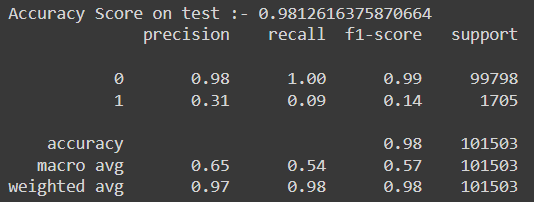 Accuracy Score on test :- 0.9812616375870664
precision recall f1-score support
0 0.98 1.00 0.99 99798
1 0.31 0.09 0.14 1705
accuracy 0.98 101503
macro avg 0.65 0.54 0.57 101503
weighted avg 0.97 0.98 0.98 101503